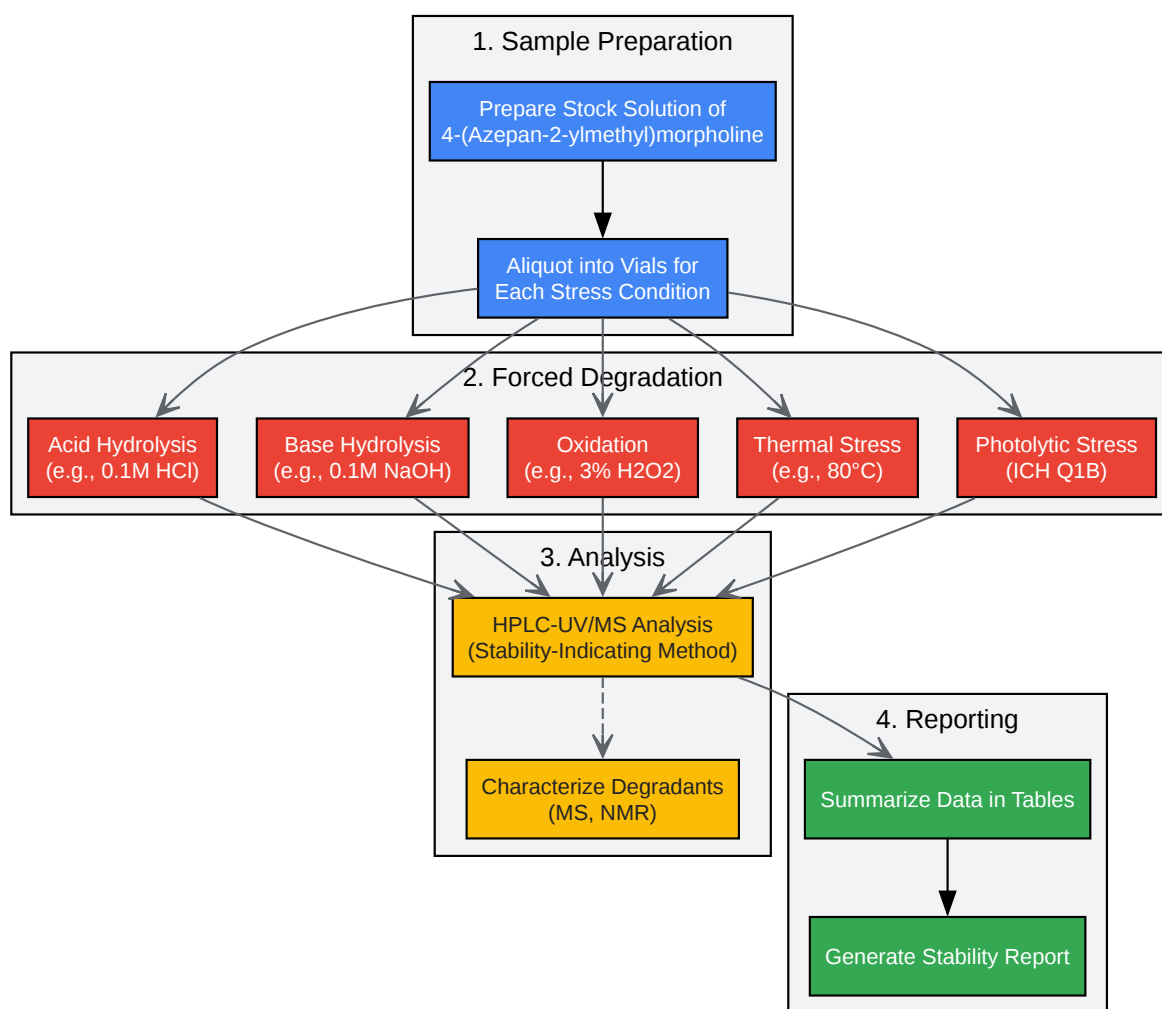 1. Sample Preparation
Prepare Stock Solution of
4-(Azepan-2-ylmethyl)morpholine
Aliquot into Vials for
Each Stress Condition
2. Forced Degradation
Acid Hydrolysis
(e.g., 0.1M HCl)
Base Hydrolysis
(e.g., 0.1M NaOH)
Oxidation
(e.g., 3% H2O2)
Thermal Stress
(e.g., 80°C)
Photolytic Stress
(ICH Q1B)
3. Analysis
HPLC-UV/MS Analysis
(Stability-Indicating Method)
Characterize Degradants
(MS, NMR)
4. Reporting
Summarize Data in Tables
Generate Stability Report